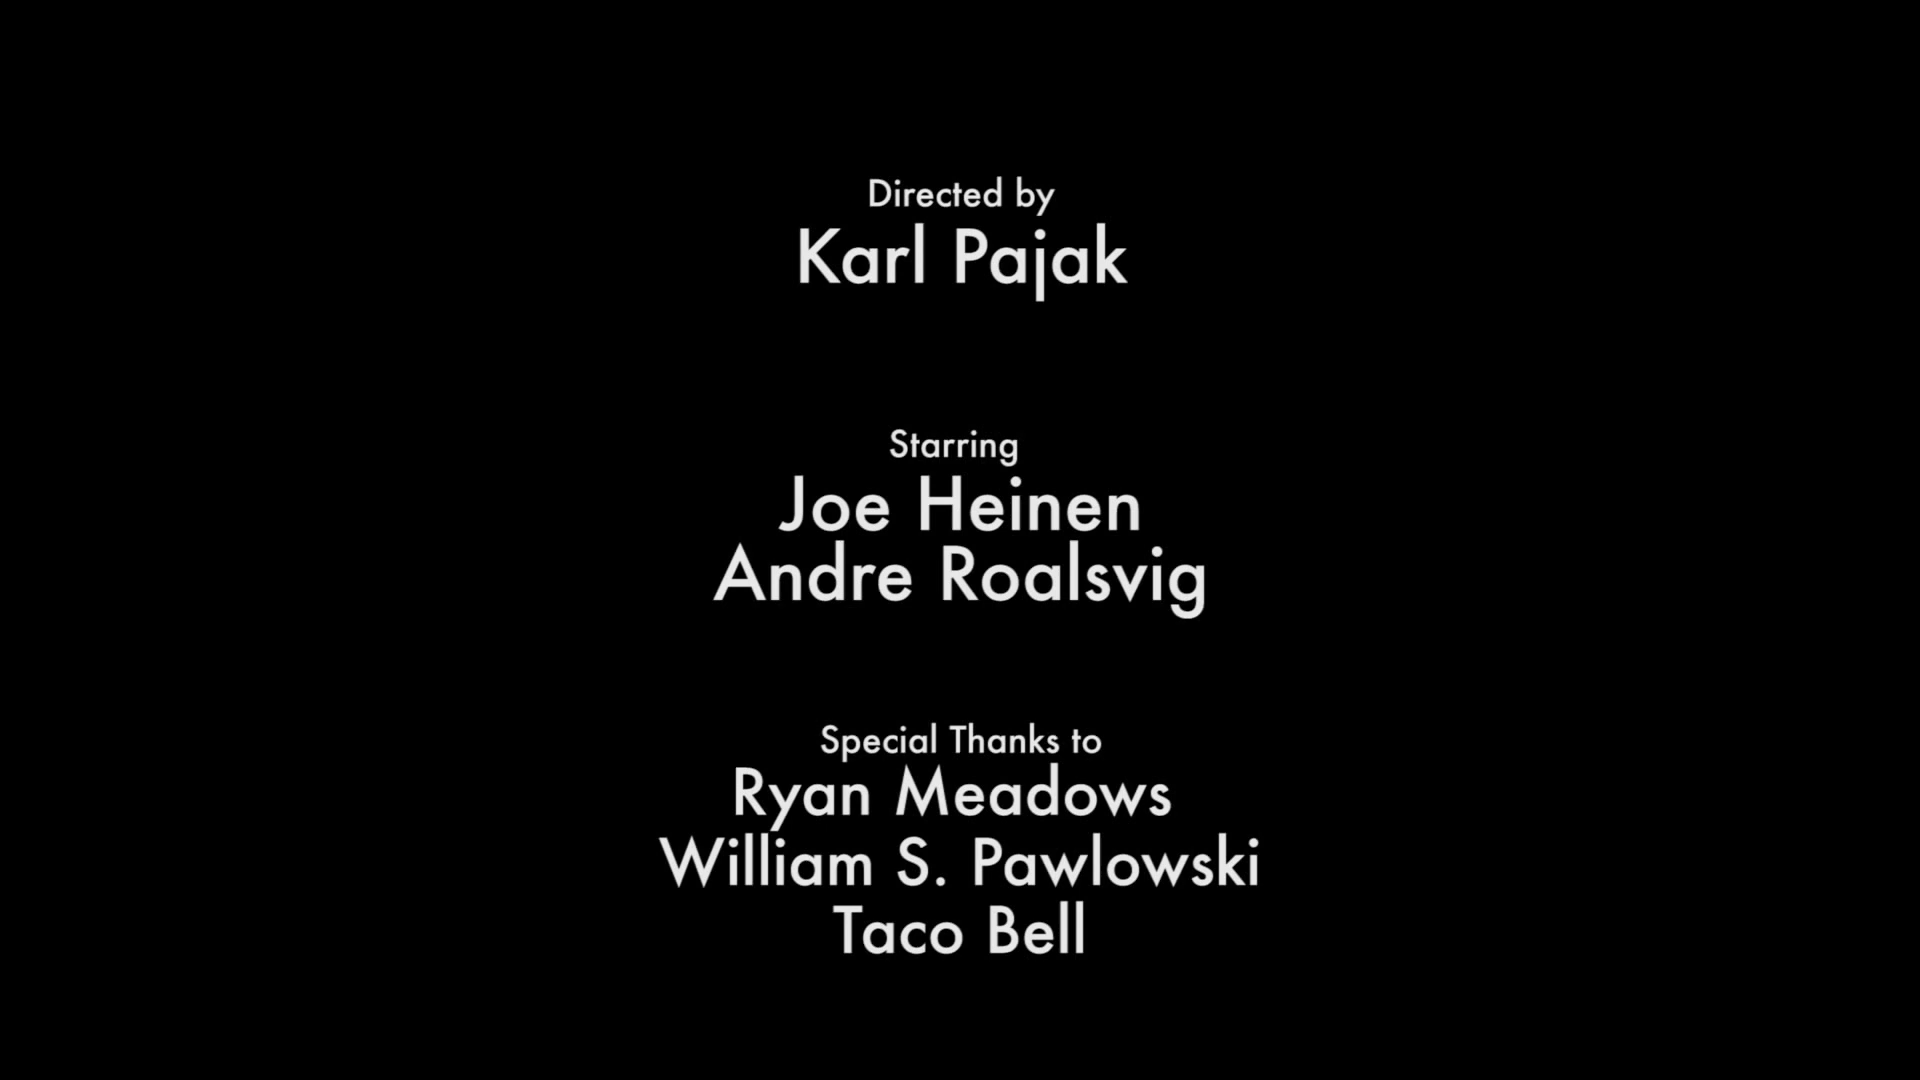 Directed by
Karl Pajak
Starring
Joe Heinen
Andre Roalsvig
Special Thanks to
Ryan Meadows
William S. Pawlowski
Taco Bell